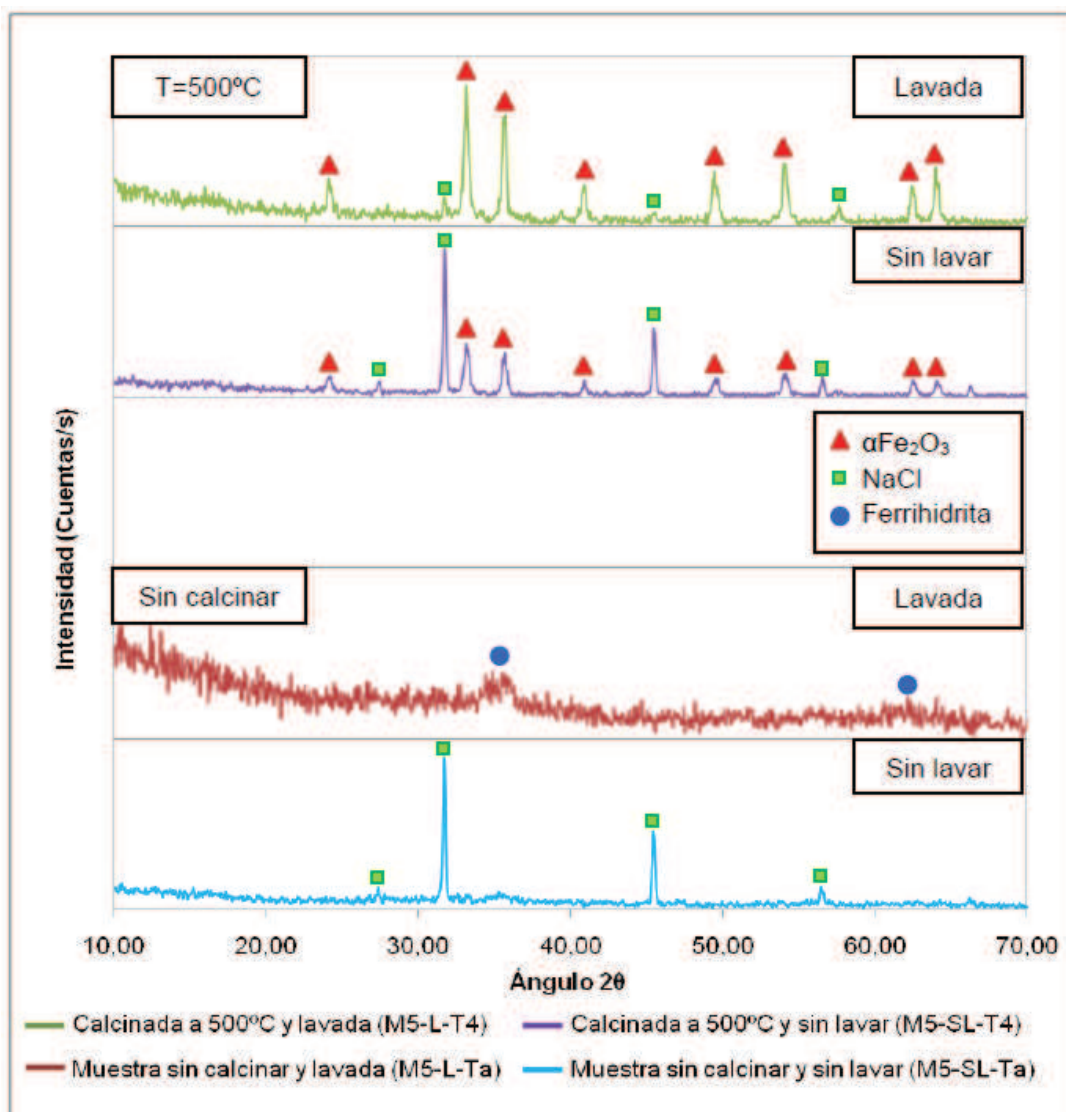 T=500ºC
Lavada
Sin lavar
αFe₂O₃
NaCl
Ferrihidrita
Sin calcinar
Lavada
Sin lavar
Intensidad (Cuentas/s)
10,00 20,00 30,00 40,00 50,00 60,00 70,00
Ángulo 2θ
Calcinada a 500ºC y lavada (M5-L-T4) Calcinada a 500ºC y sin lavar (M5-SL-T4)
Muestra sin calcinar y lavada (M5-L-Ta) Muestra sin calcinar y sin lavar (M5-SL-Ta)